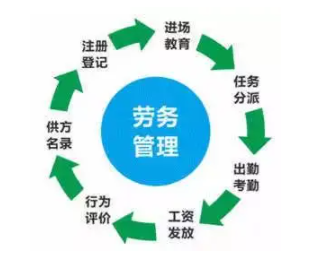 进场
教育
任务
分派
出勤
考勤
工资
发放
行为
评价
供方
名录
注册
登记
劳务
管理